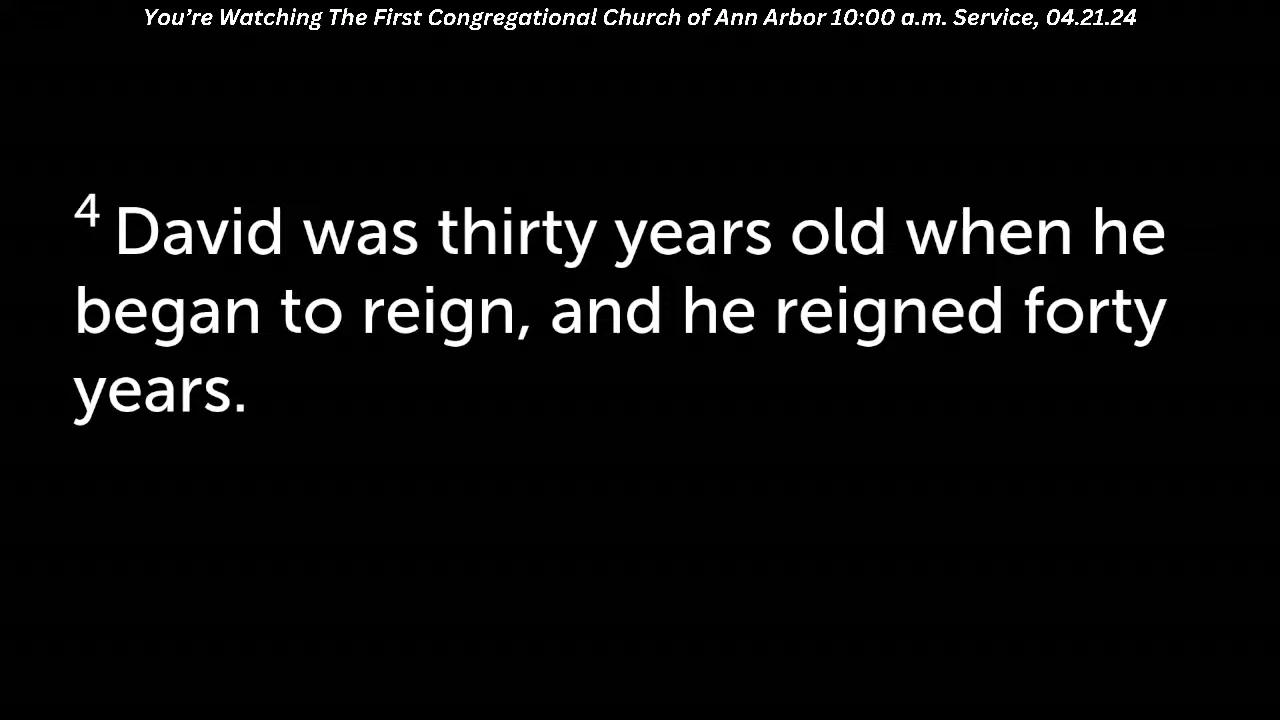 You’re Watching The First Congregational Church of Ann Arbor 10:00 a.m. Service, 04.21.24
4 David was thirty years old when he
began to reign, and he reigned forty
years.